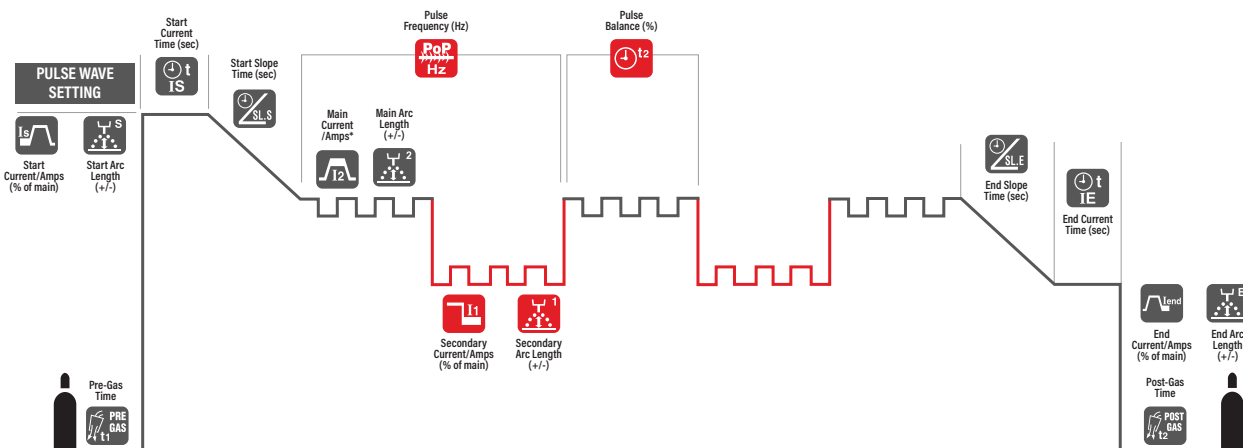 Pulse
Frequency (Hz)
PoP
Hz
Pulse
Balance (%)
t2
Start
Current
Time (sec)
t
IS
Start Slope
Time (sec)
SL.S
PULSE WAVE
SETTING
Is
Start
Current/Amps
(% of main)
S
Start Arc
Length
(+/-)
Main
Current
/Amps*
I2
Main Arc
Length
(+/-)
2
I1
Secondary
Current/Amps
(% of main)
1
Secondary
Arc Length
(+/-)
SL.E
End Slope
Time (sec)
t
IE
End Current
Time (sec)
Iend
End
Current/Amps
(% of main)
E
End Arc
Length
(+/-)
Pre-Gas
Time
PRE
GAS
t1
Post-Gas
Time
POST
GAS
t2